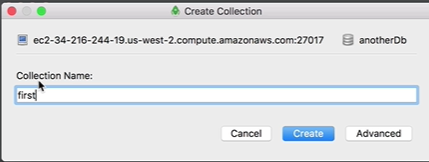 Create Collection
ec2-34-216-244-19.us-west-2.compute.amazonaws.com:27017 anotherDb
Collection Name:
first
Cancel Create Advanced